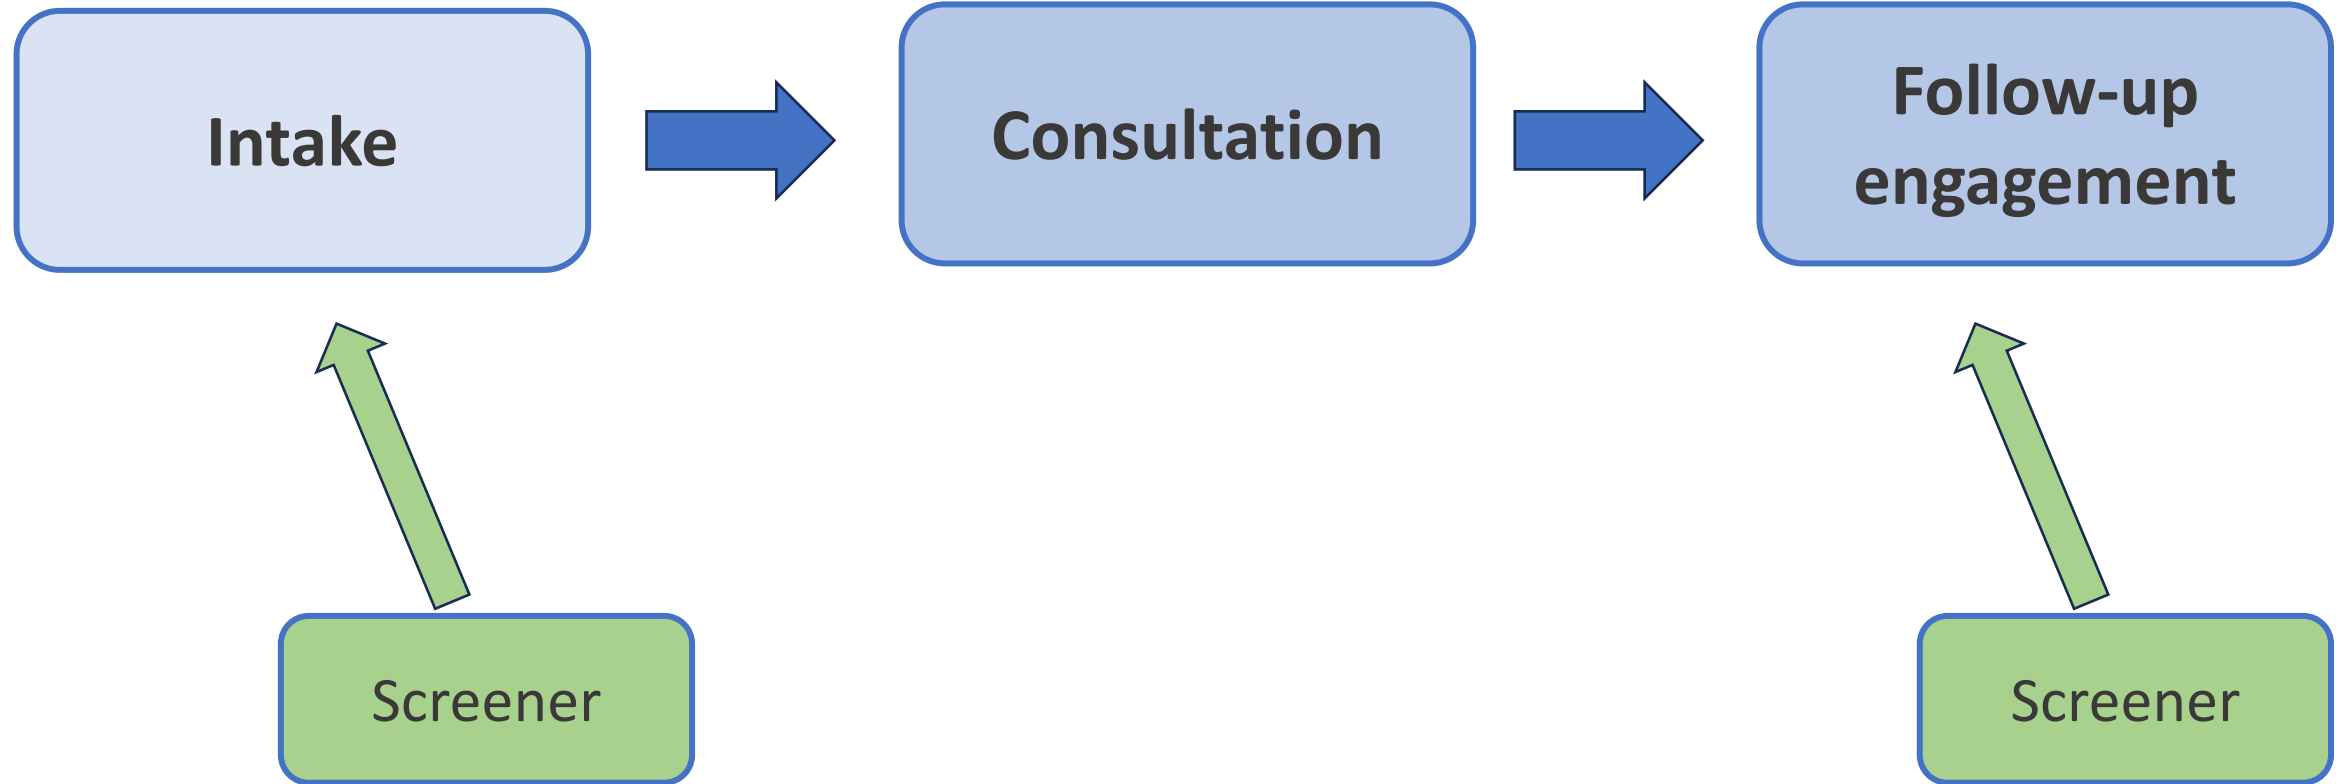 Intake
Consultation
Follow-up
engagement
Screener
Screener